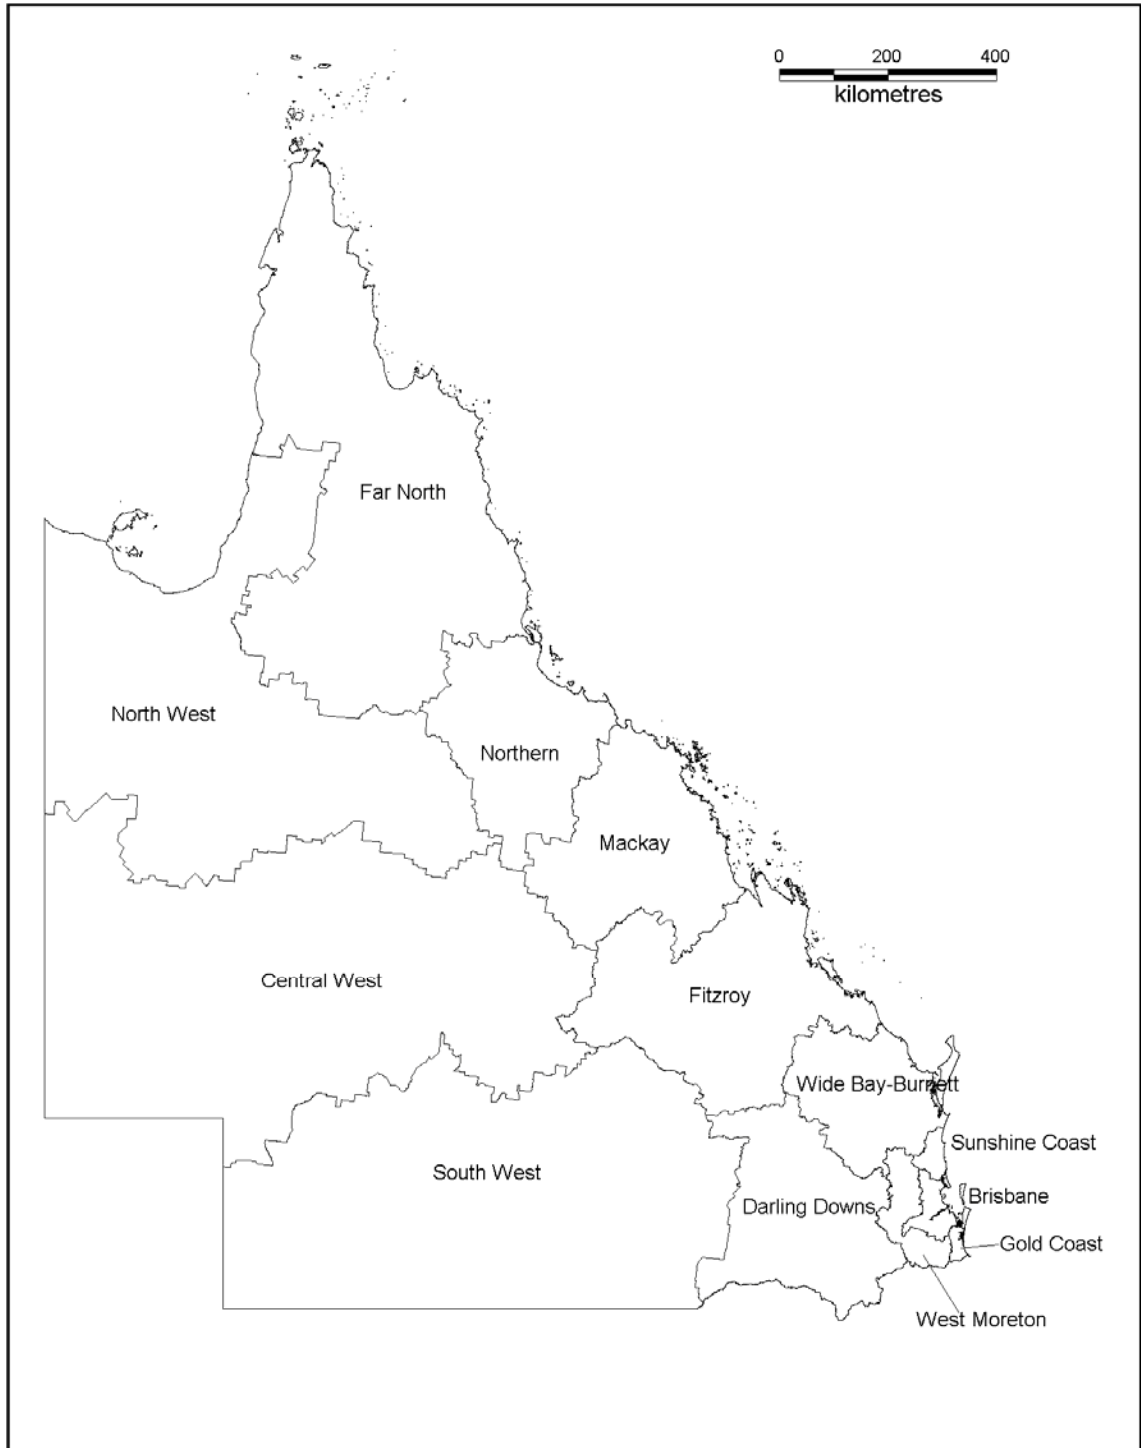 0 200 400
kilometres
Far North
North West
Northern
Mackay
Central West
Fitzroy
Wide Bay-Burnett
Sunshine Coast
South West
Brisbane
Darling Downs
Gold Coast
West Moreton